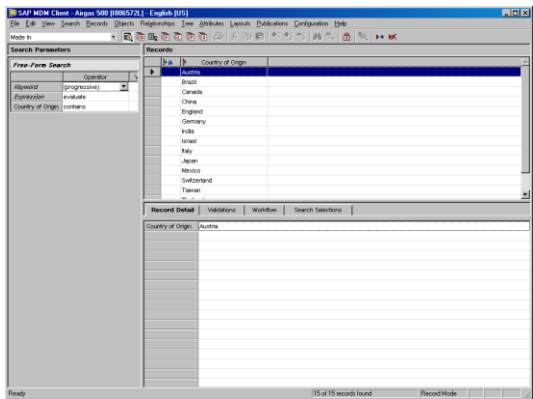 SAP MDM Client - Airgas 500 [I006572L] - English [US]
File Edit View Search Records Objects Relationships Tree Attributes Layouts Publications Configuration Help
Made In
Search Parameters
Records
Free-Form Search
Operator
Keyword (progressive)
Expression evaluate
Country of Origin contains
Country of Origin
Austria
Brazil
Canada
China
England
Germany
India
Israel
Italy
Japan
Mexico
Switzerland
Taiwan
Record Detail Validations Workflow Search Selections
Country of Origin Austria
Ready 15 of 15 records found Record Mode